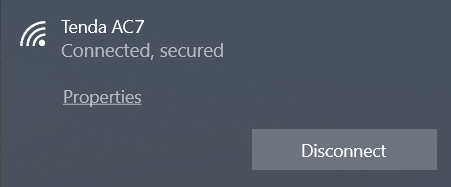 Tenda AC7
Connected, secured
Properties
Disconnect